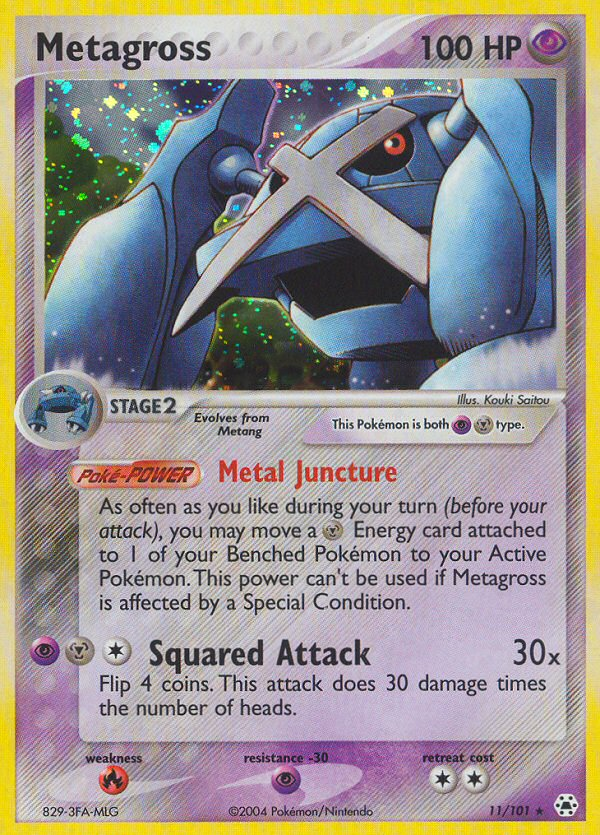 Metagross 100 HP
Illus. Kouki Saitou
STAGE2
Evolves from
Metang
This Pokémon is both type.
Poké-POWER Metal Juncture
As often as you like during your turn (before your
attack), you may move a Energy card attached
to 1 of your Benched Pokémon to your Active
Pokémon. This power can't be used if Metagross
is affected by a Special Condition.
Squared Attack 30x
Flip 4 coins. This attack does 30 damage times
the number of heads.
weakness resistance -30 retreat cost
829-3FA-MLG ©2004 Pokémon/Nintendo 11/101 ★